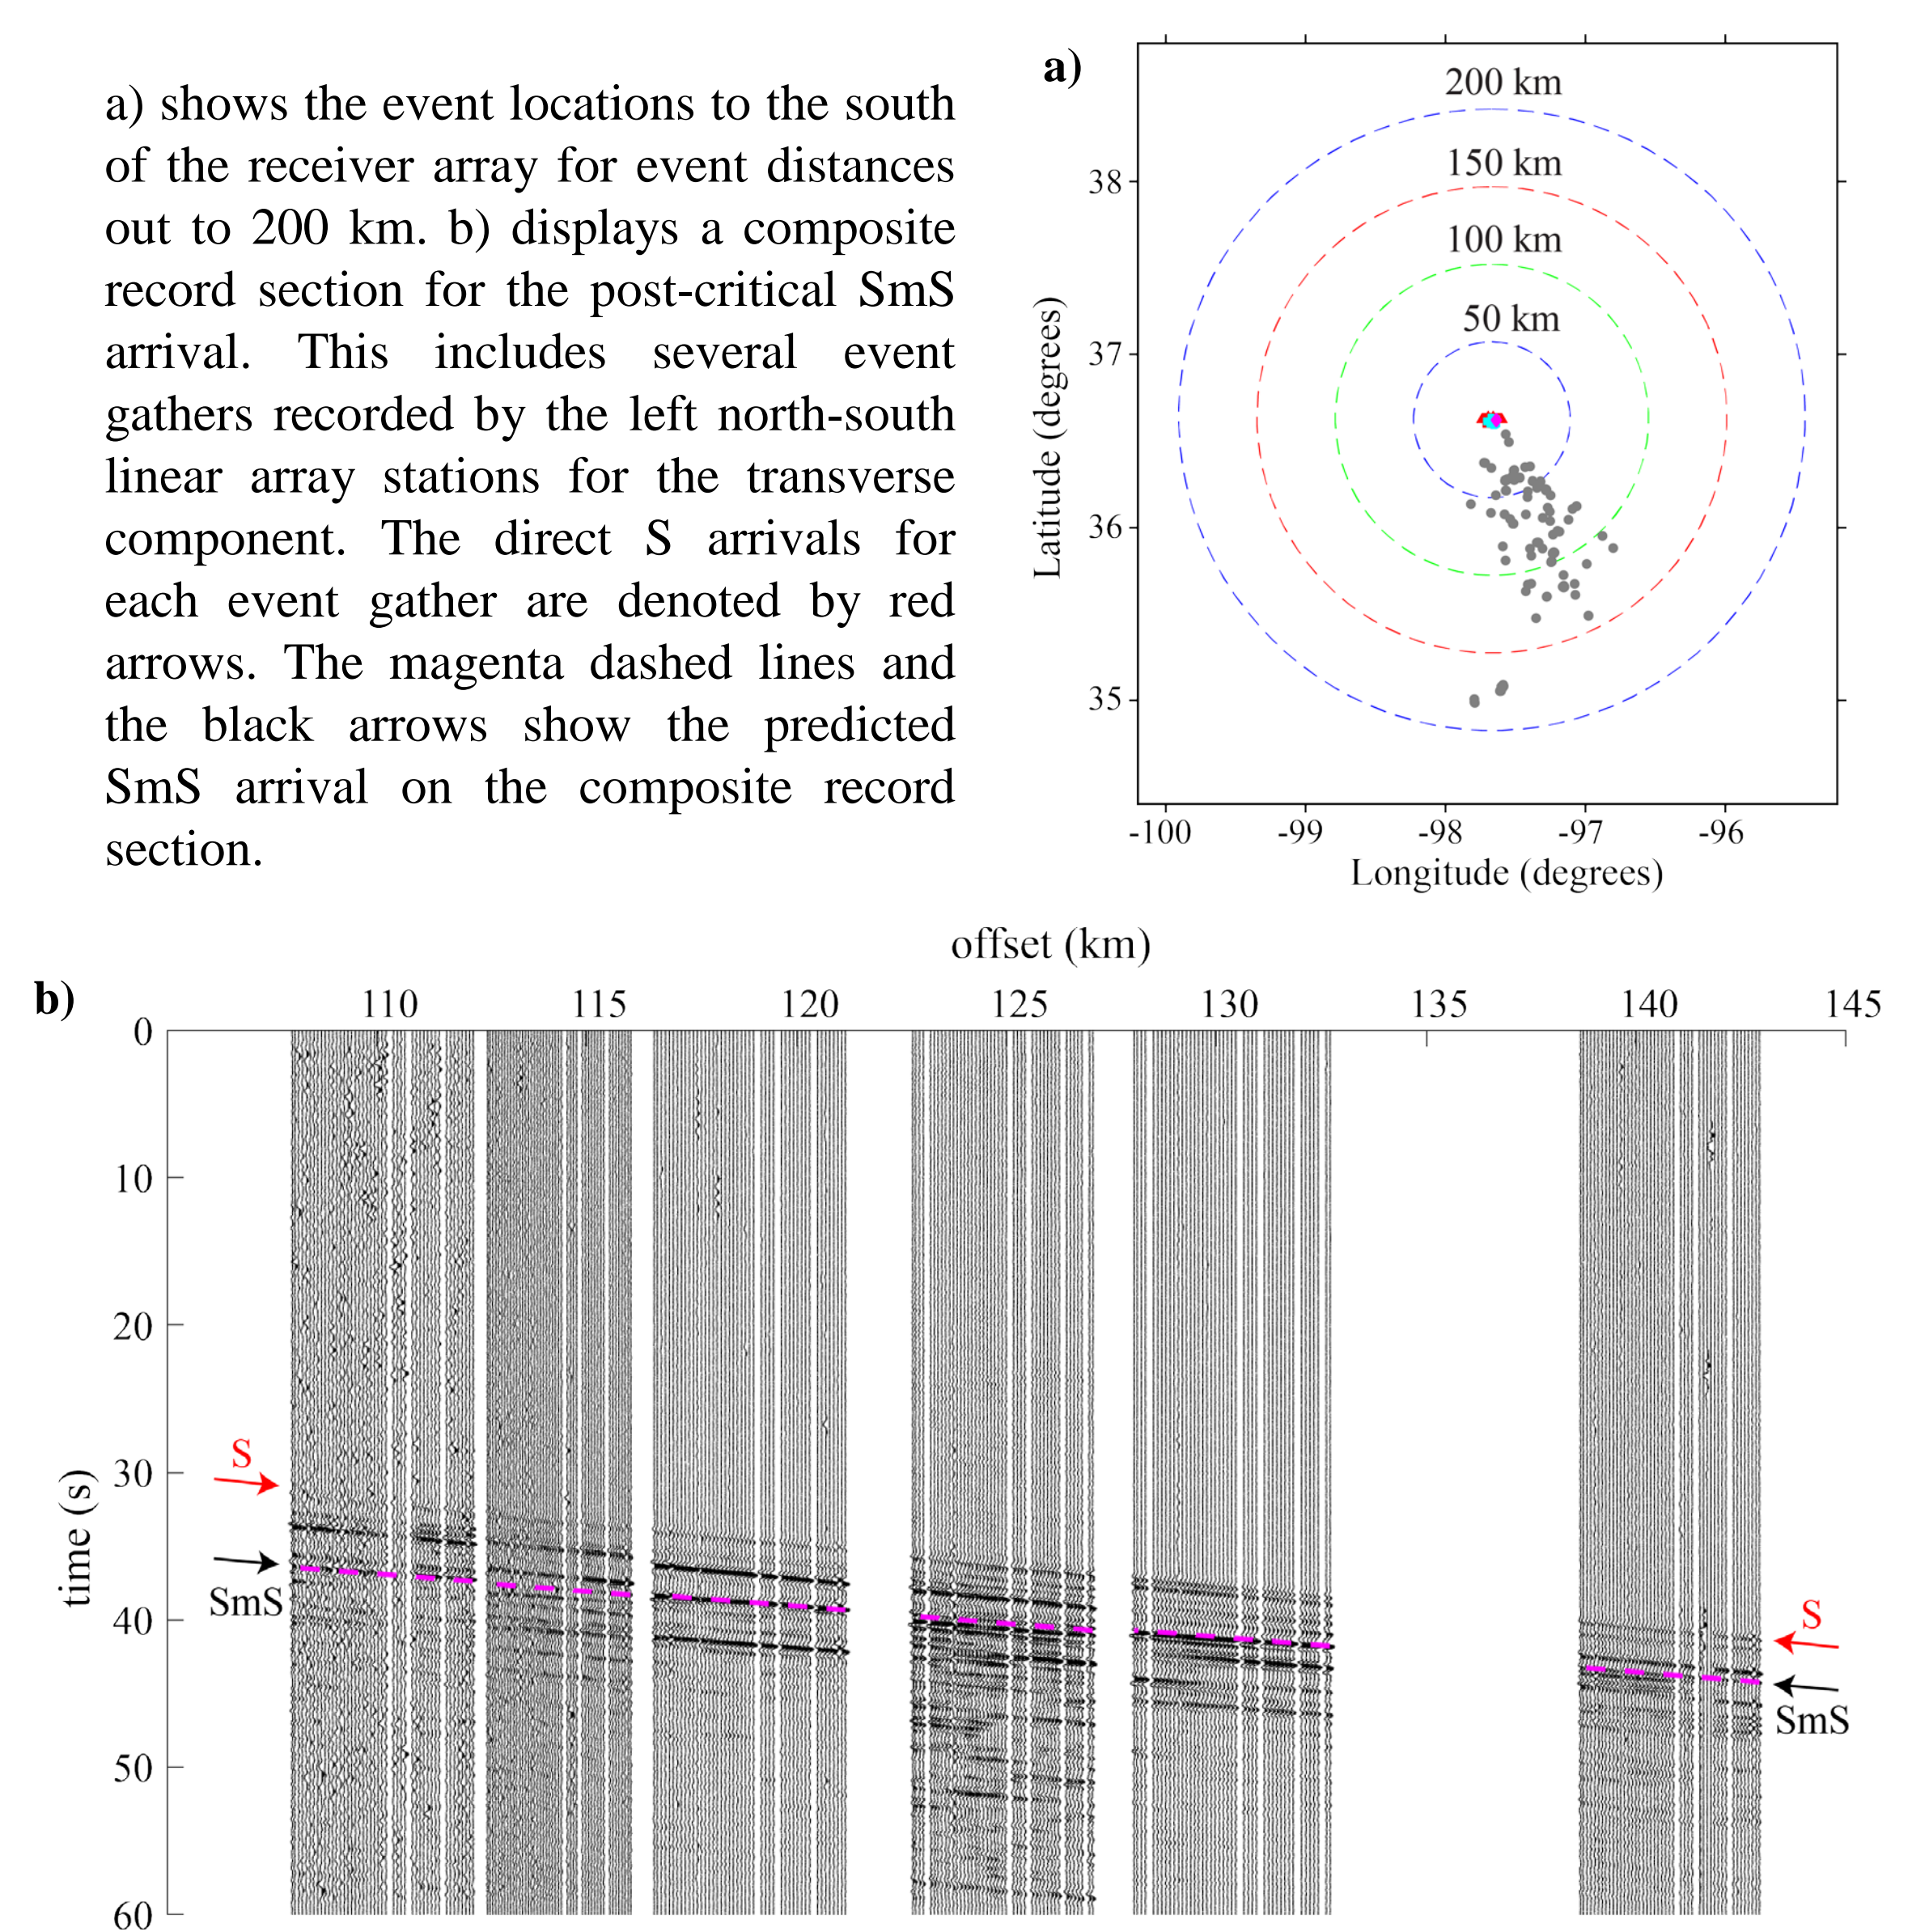 a) shows the event locations to the south
of the receiver array for event distances
out to 200 km. b) displays a composite
record section for the post-critical SmS
arrival. This includes several event
gathers recorded by the left north-south
linear array stations for the transverse
component. The direct S arrivals for
each event gather are denoted by red
arrows. The magenta dashed lines and
the black arrows show the predicted
SmS arrival on the composite record
section.
a)
200 km
150 km
100 km
50 km
38
37
36
35
Latitude (degrees)
-100 -99 -98 -97 -96
Longitude (degrees)
offset (km)
b)
110 115 120 125 130 135 140 145
0
10
20
30
40
50
60
time (s)
S
SmS
S
SmS